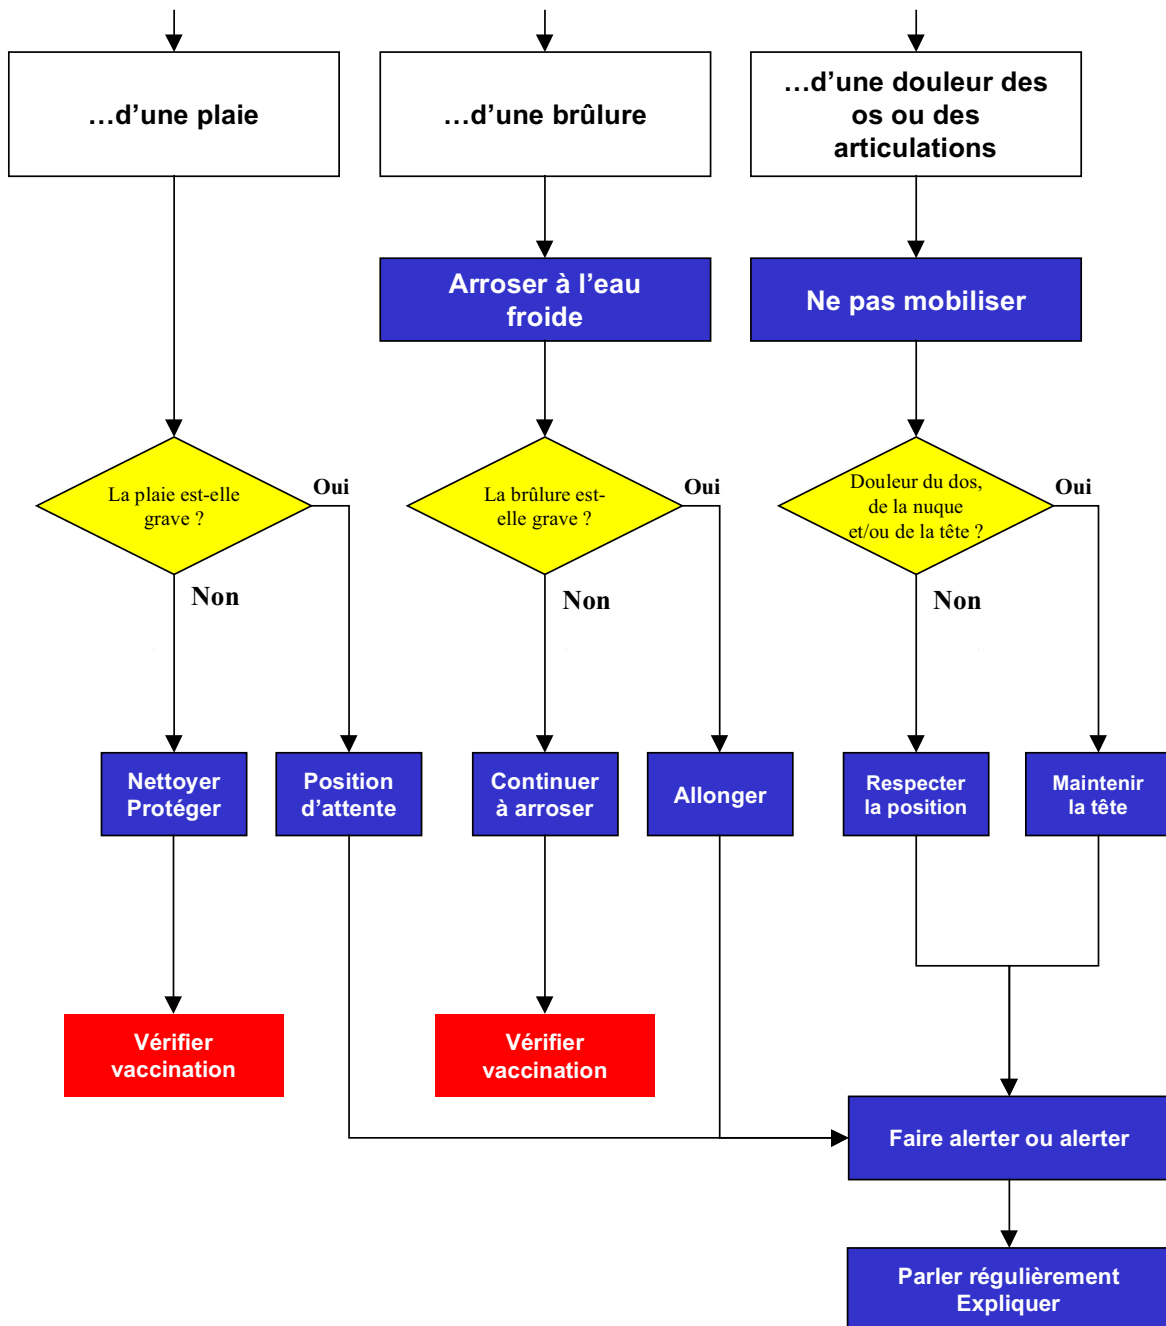 …d'une plaie
…d'une brûlure
…d'une douleur des
os ou des
articulations
Arroser à l'eau
froide
Ne pas mobiliser
La plaie est-elle
grave ?
Oui
Non
La brûlure est-
elle grave ?
Oui
Non
Douleur du dos,
de la nuque
et/ou de la tête ?
Oui
Non
Nettoyer
Protéger
Position
d'attente
Continuer
à arroser
Allonger
Respecter
la position
Maintenir
la tête
Vérifier
vaccination
Vérifier
vaccination
Faire alerter ou alerter
Parler régulièrement
Expliquer